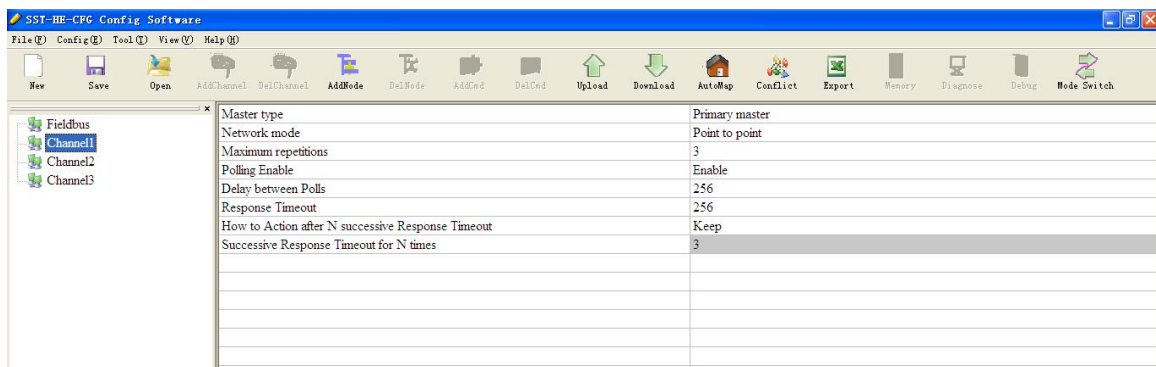 SST-HE-CFG Config Software
File(F) Config(E) Tool(T) View(V) Help(H)
New Save Open AddChannel DelChannel AddNode DelNode AddCmd DelCmd Upload Download AutoMap Conflict Export Memory Diagnose Debug Mode Switch
Fieldbus
Channel1
Channel2
Channel3
Master type Primary master
Network mode Point to point
Maximum repetitions 3
Polling Enable Enable
Delay between Polls 256
Response Timeout 256
How to Action after N successive Response Timeout Keep
Successive Response Timeout for N times 3